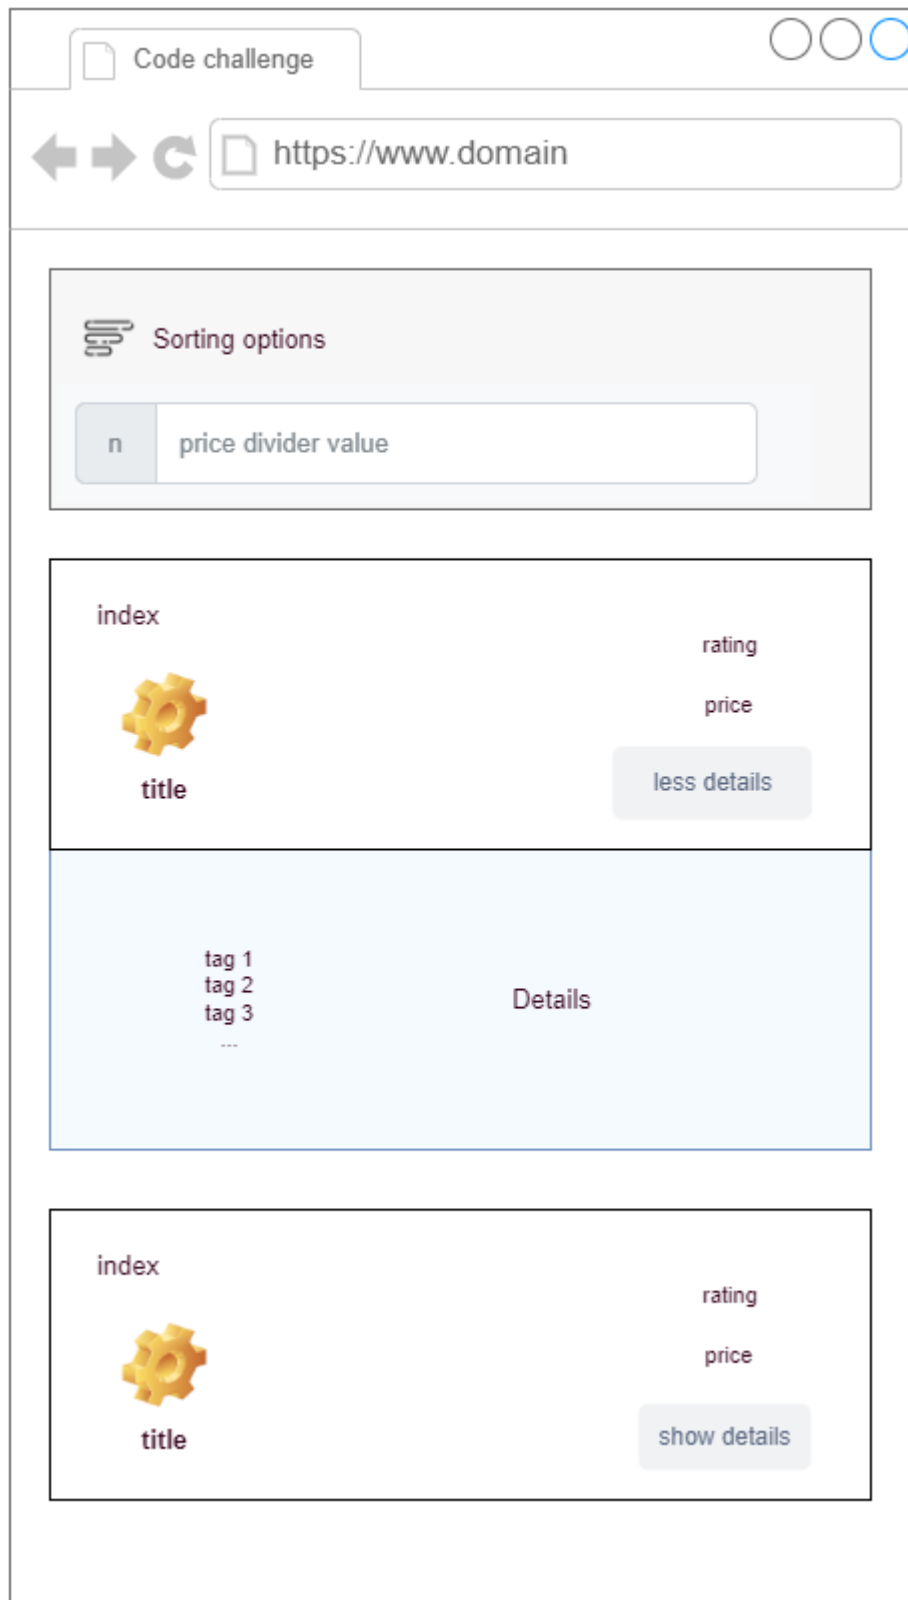 Code challenge
https://www.domain
Sorting options
n price divider value
index
rating
price
title
less details
tag 1
tag 2
tag 3
...
Details
index
rating
price
title
show details